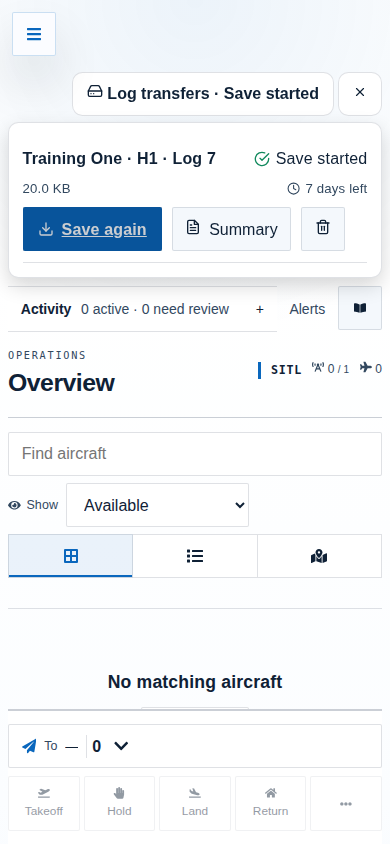 Log transfers · Save started
Training One · H1 · Log 7
Save started
20.0 KB
7 days left
Save again
Summary
Activity 0 active · 0 need review +
Alerts
OPERATIONS
Overview
SITL 0 / 1 0
Find aircraft
Show
Available
No matching aircraft
To — 0
Takeoff
Hold
Land
Return